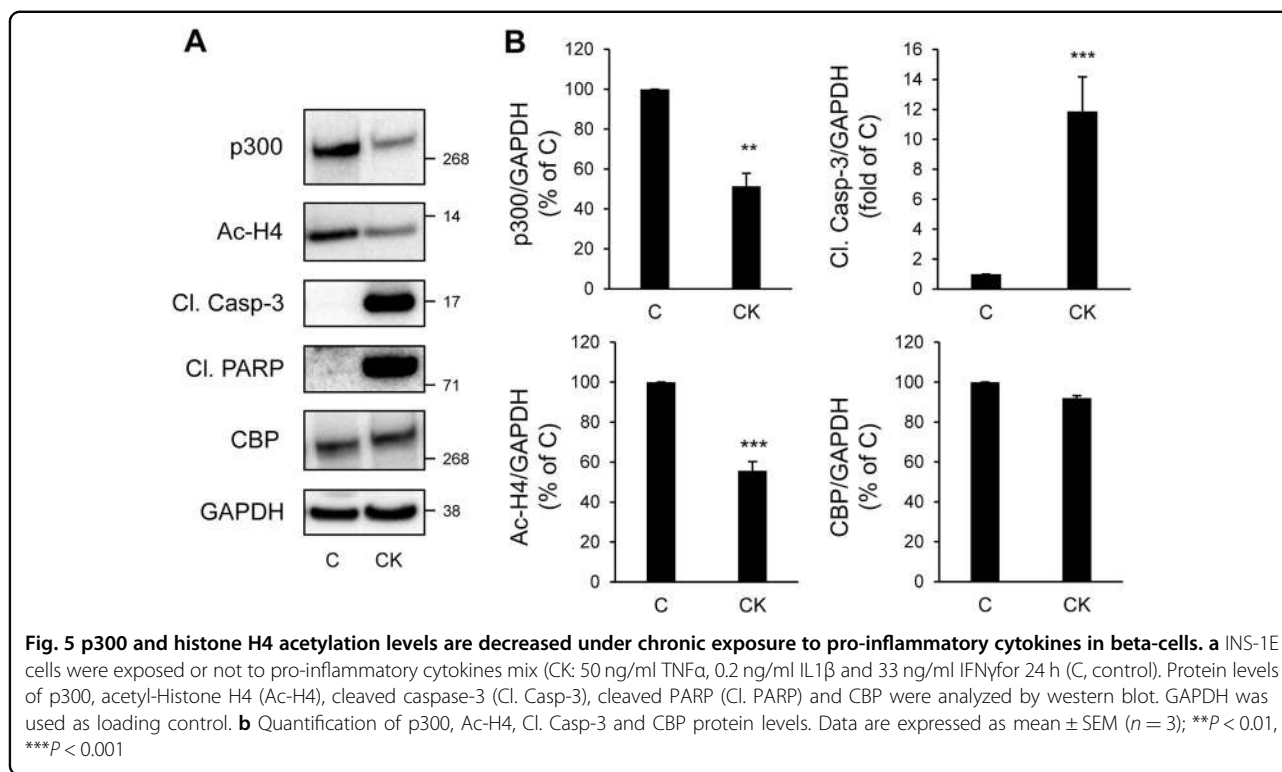 A
p300
268
Ac-H4
14
Cl. Casp-3
17
Cl. PARP
71
CBP
268
GAPDH
38
C CK
B
p300/GAPDH
(% of C)
120
100
80
60
40
20
0
**
C CK
Cl. Casp-3/GAPDH
(fold of C)
16
14
12
10
8
6
4
2
0
***
C CK
Ac-H4/GAPDH
(% of C)
120
100
80
60
40
20
0
***
C CK
CBP/GAPDH
(% of C)
120
100
80
60
40
20
0
C CK
Fig. 5 p300 and histone H4 acetylation levels are decreased under chronic exposure to pro-inflammatory cytokines in beta-cells. a INS-1E
cells were exposed or not to pro-inflammatory cytokines mix (CK: 50 ng/ml TNFα, 0.2 ng/ml IL1β and 33 ng/ml IFNγfor 24 h (C, control). Protein levels
of p300, acetyl-Histone H4 (Ac-H4), cleaved caspase-3 (Cl. Casp-3), cleaved PARP (Cl. PARP) and CBP were analyzed by western blot. GAPDH was
used as loading control. b Quantification of p300, Ac-H4, Cl. Casp-3 and CBP protein levels. Data are expressed as mean ± SEM (n = 3); **P < 0.01,
***P < 0.001